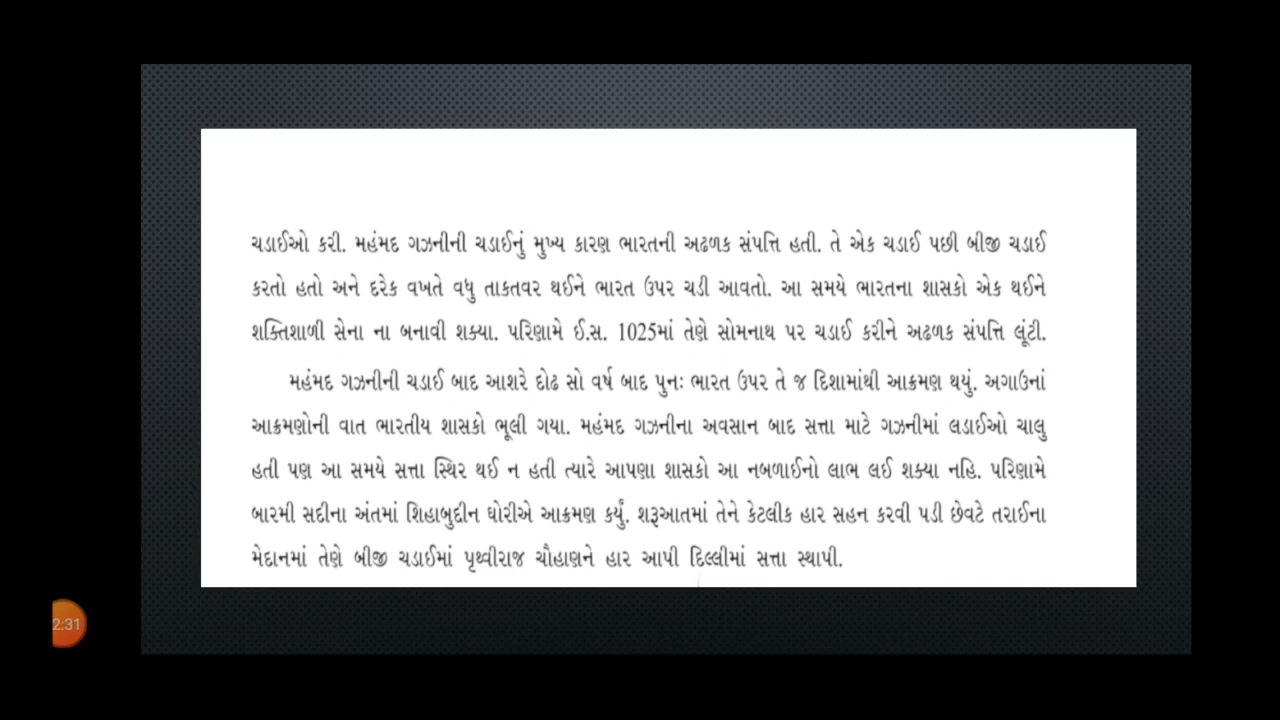 ચડાઈઓ કરી. મહંમદ ગઝનીની ચડાઈનું મુખ્ય કારણ ભારતની અઢળક સંપત્તિ હતી. તે એક ચડાઈ પછી બીજી ચડાઈ
કરતો હતો અને દરેક વખતે વધુ તાકતવર થઈને ભારત ઉપર ચડી આવતો. આ સમયે ભારતના શાસકો એક થઈને
શક્તિશાળી સેના ના બનાવી શક્યા. પરિણામે ઈ.સ. 1025માં તેણે સોમનાથ પર ચડાઈ કરીને અઢળક સંપત્તિ લૂંટી.
મહંમદ ગઝનીની ચડાઈ બાદ આશરે દોઢ સો વર્ષ બાદ પુનઃ ભારત ઉપર તે જ દિશામાંથી આક્રમણ થયું. અગાઉનાં
આક્રમણોની વાત ભારતીય શાસકો ભૂલી ગયા. મહંમદ ગઝનીના અવસાન બાદ સત્તા માટે ગઝનીમાં લડાઈઓ ચાલુ
હતી પણ આ સમયે સત્તા સ્થિર થઈ ન હતી ત્યારે આપણા શાસકો આ નબળાઈનો લાભ લઈ શક્યા નહિ. પરિણામે
બારમી સદીના અંતમાં શિહાબુદ્દીન ઘોરીએ આક્રમણ કર્યું. શરૂઆતમાં તેને કેટલીક હાર સહન કરવી પડી છેવટે તરાઈના
મેદાનમાં તેણે બીજી ચડાઈમાં પૃથ્વીરાજ ચૌહાણને હાર આપી દિલ્લીમાં સત્તા સ્થાપી.
2:31